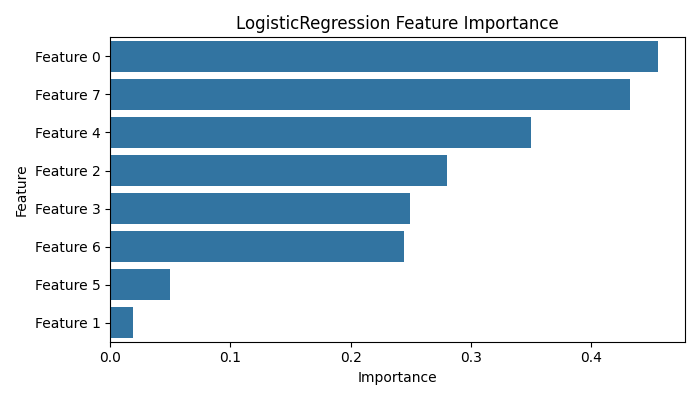 LogisticRegression Feature Importance
Feature 0
Feature 7
Feature 4
Feature 2
Feature 3
Feature 6
Feature 5
Feature 1
Feature
0.0 0.1 0.2 0.3 0.4
Importance